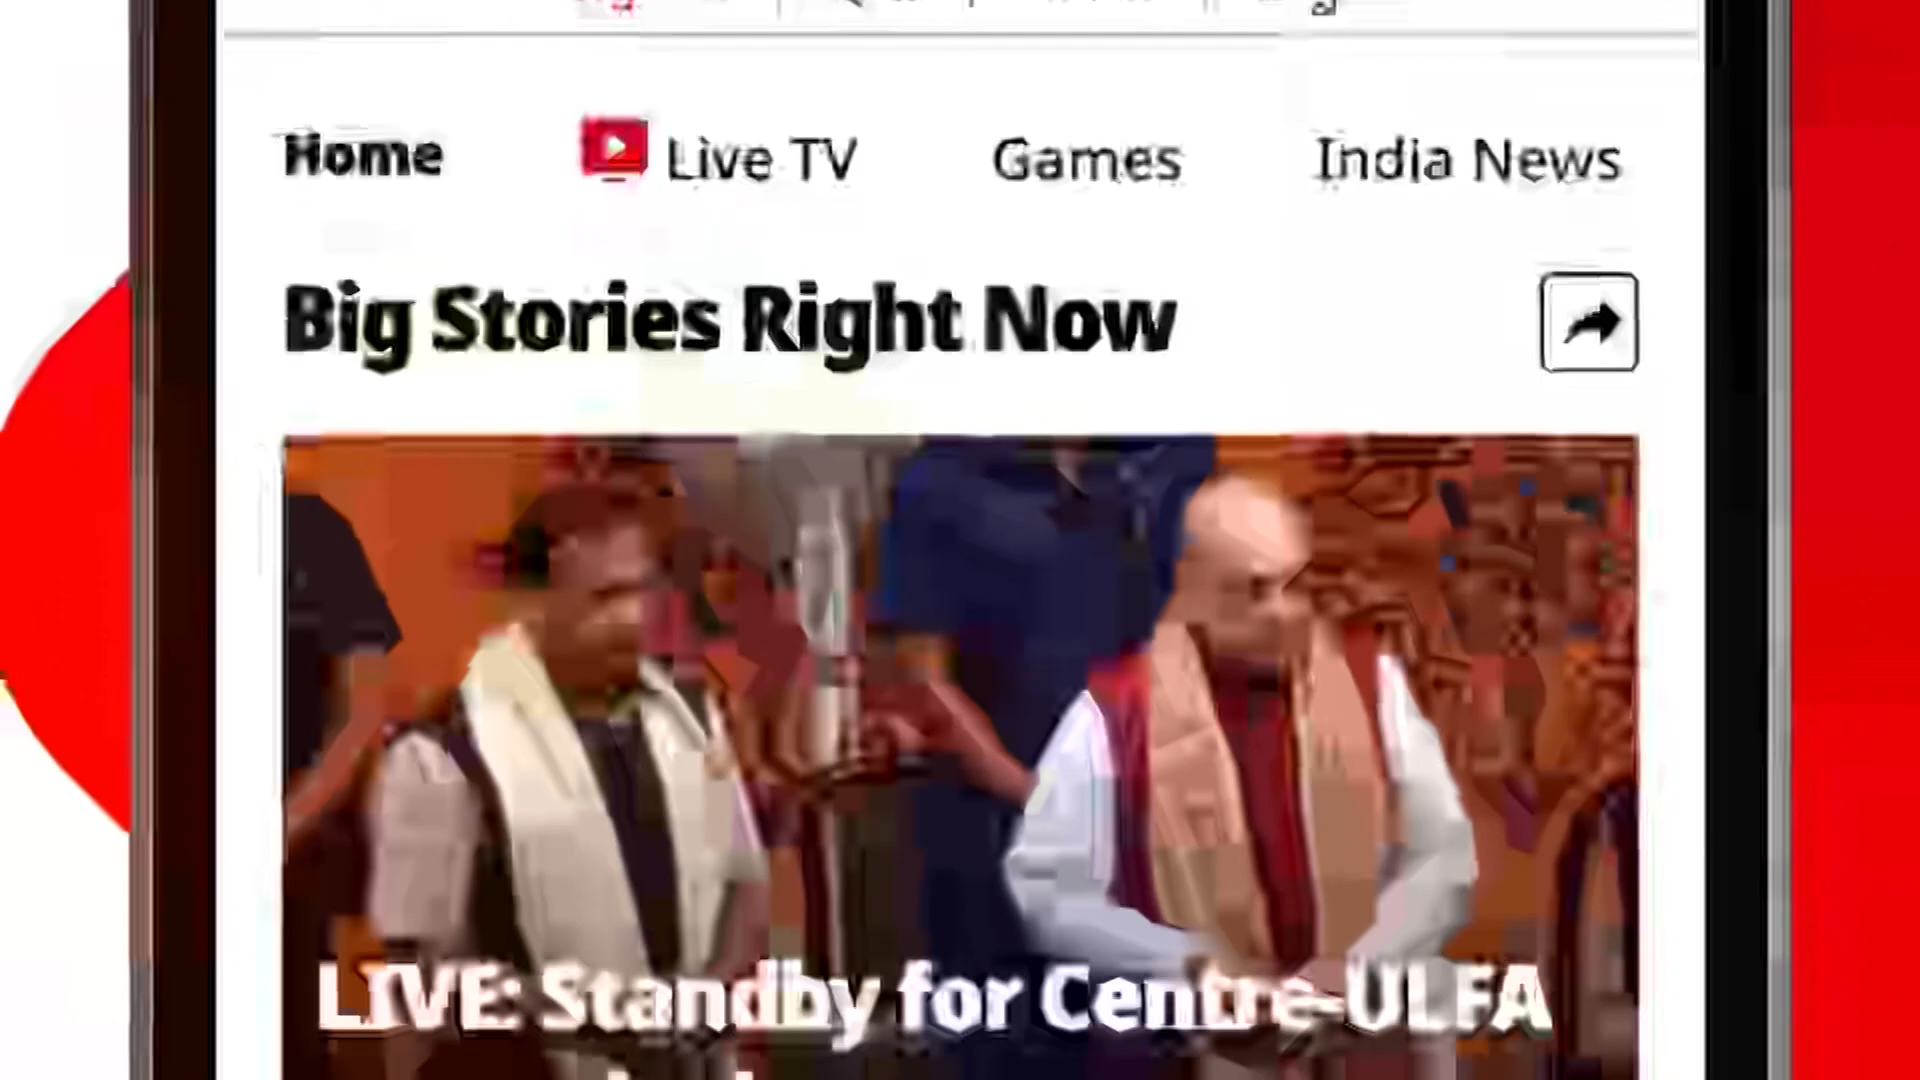 Home Live TV Games India News
Big Stories Right Now
LIVE: Standby for Centre-ULFA